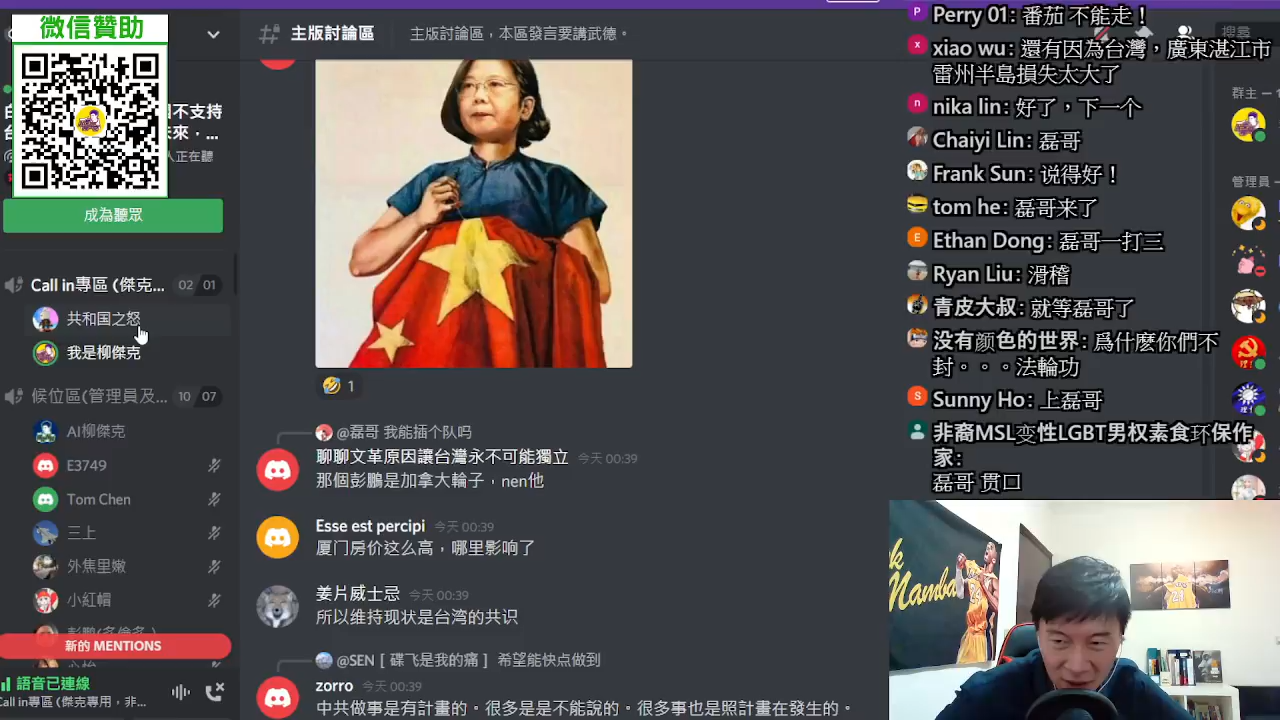 微信贊助
主版討論區
主版討論區，本區發言要講武德。
不支持
來．...
人正在聽
成為聽眾
Call in專區 (傑克... 02 01
共和国之怒
我是柳傑克
候位區(管理員及... 10 07
AI柳傑克
E3749
Tom Chen
三上
外焦里嫩
小紅帽
新的 MENTIONS
語音已連線
Call in專區 (傑克專用，非...
🤣 1
@磊哥 我能插个队吗
聊聊文革原因讓台灣永不可能獨立 今天 00:39
那個彭鵬是加拿大輪子，nen他
Esse est percipi 今天 00:39
厦门房价这么高，哪里影响了
姜片威士忌 今天 00:39
所以维持现状是台湾的共识
@SEN [ 碟飞是我的痛 ] 希望能快点做到
zorro 今天 00:39
中共做事是有計畫的。很多是是不能說的。很多事也是照計畫在發生的。
Perry 01: 番茄 不能走！
xiao wu: 還有因為台灣，廣東湛江市
雷州半島損失太大了
nika lin: 好了，下一个
Chaiyi Lin: 磊哥
Frank Sun: 说得好！
tom he: 磊哥来了
Ethan Dong: 磊哥一打三
Ryan Liu: 滑稽
青皮大叔: 就等磊哥了
没有颜色的世界: 爲什麽你們不
封。。。法輪功
Sunny Ho: 上磊哥
非裔MSL变性LGBT男权素食环保作
家:
磊哥 贯口
搜尋
群主 — 1
管理員 —
Mamba